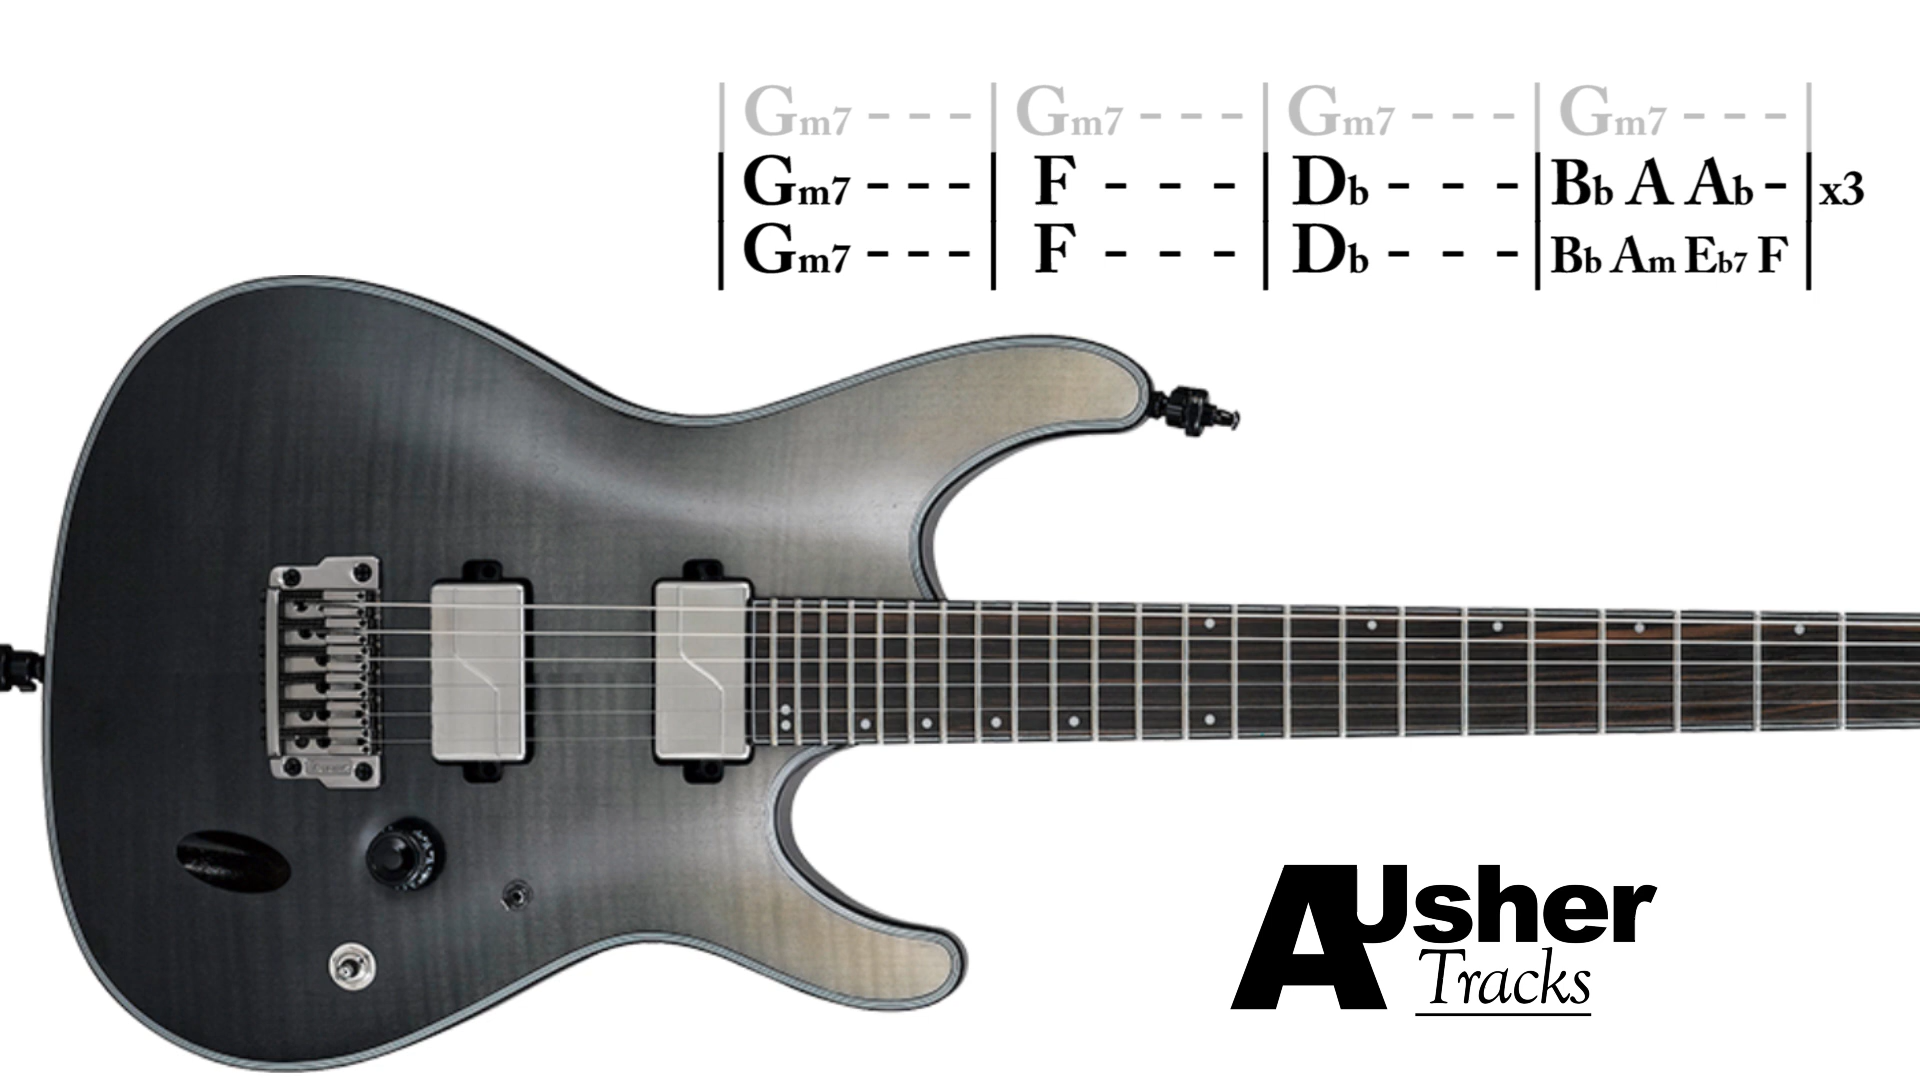 | Gm7 - - - | Gm7 - - - | Gm7 - - - | Gm7 - - - |
| Gm7 - - - | F - - - | Db - - - | Bb A Ab - | x3
| Gm7 - - - | F - - - | Db - - - | Bb Am Eb7 F |
AUsher
Tracks